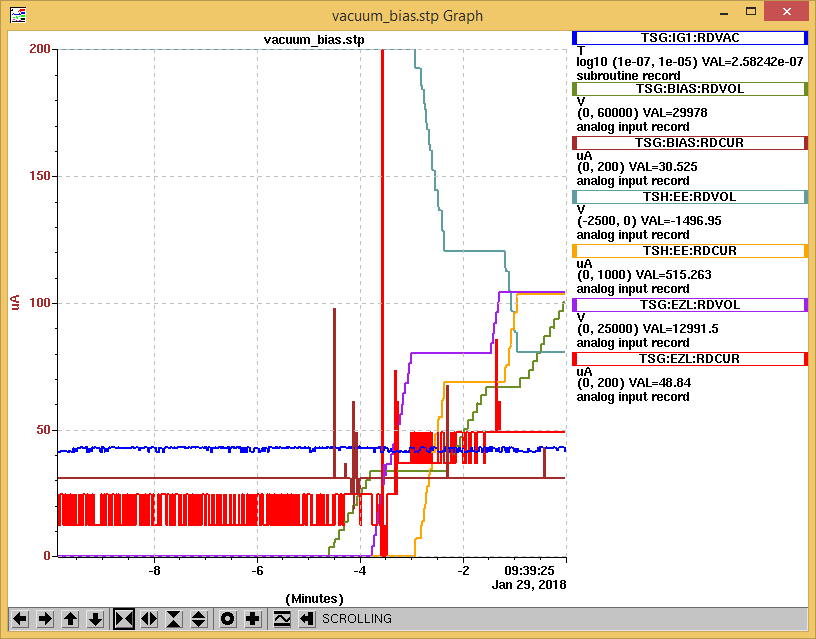 vacuum_bias.stp Graph
vacuum_bias.stp
200
150
100
50
0
uA
-8
-6
-4
-2
09:39:25
Jan 29, 2018
(Minutes)
TSG:IG1:RDVAC
T
log10 (1e-07, 1e-05) VAL=2.58242e-07
subroutine record
TSG:BIAS:RDVOL
V
(0, 60000) VAL=29978
analog input record
TSG:BIAS:RDCUR
uA
(0, 200) VAL=30.525
analog input record
TSH:EE:RDVOL
V
(-2500, 0) VAL=-1496.95
analog input record
TSH:EE:RDCUR
uA
(0, 1000) VAL=515.263
analog input record
TSG:EZL:RDVOL
V
(0, 25000) VAL=12991.5
analog input record
TSG:EZL:RDCUR
uA
(0, 200) VAL=48.84
analog input record
SCROLLING